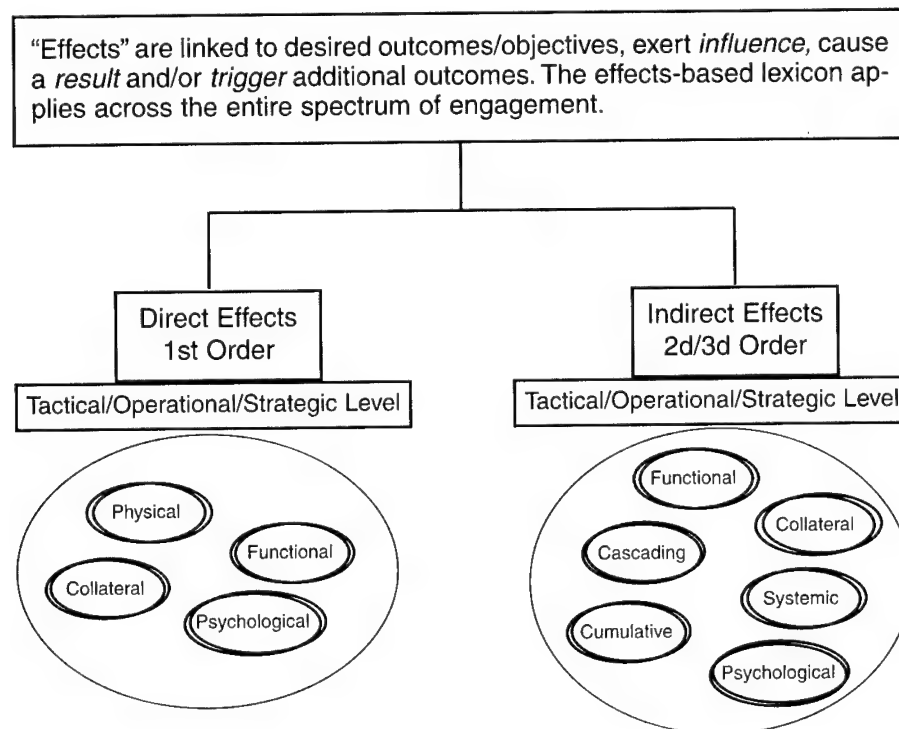 “Effects” are linked to desired outcomes/objectives, exert influence, cause
a result and/or trigger additional outcomes. The effects-based lexicon ap-
plies across the entire spectrum of engagement.
Direct Effects
1st Order
Tactical/Operational/Strategic Level
Physical
Functional
Collateral
Psychological
Indirect Effects
2d/3d Order
Tactical/Operational/Strategic Level
Functional
Collateral
Cascading
Systemic
Cumulative
Psychological